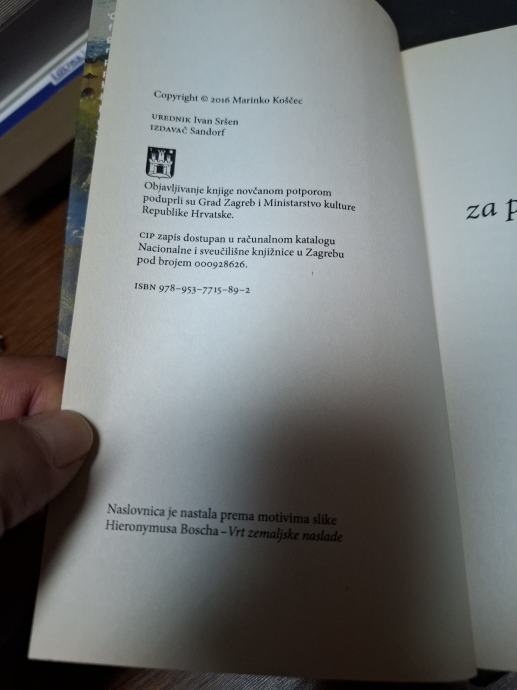 Copyright © 2016 Marinko Koščec
UREDNIK Ivan Sršen
IZDAVAČ Sandorf
Objavljivanje knjige novčanom potporom
poduprli su Grad Zagreb i Ministarstvo kulture
Republike Hrvatske.
CIP zapis dostupan u računalnom katalogu
Nacionalne i sveučilišne knjižnice u Zagrebu
pod brojem 000928626.
ISBN 978–953–7715–89–2
Naslovnica je nastala prema motivima slike
Hieronymusa Boscha – Vrt zemaljske naslade
za